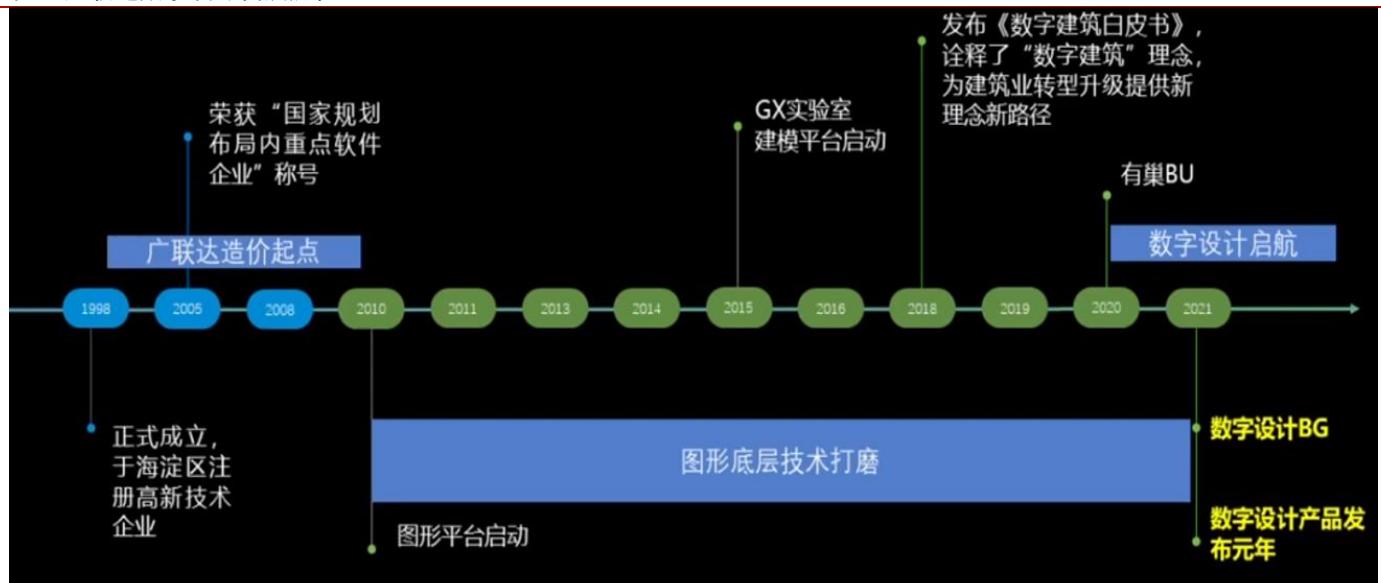 荣获“国家规划
布局内重点软件
企业”称号
GX实验室
建模平台启动
发布《数字建筑白皮书》，
诠释了“数字建筑”理念，
为建筑业转型升级提供新
理念新路径
有巢BU
广联达造价起点
数字设计启航
1998
2005
2008
2010
2011
2013
2014
2015
2016
2018
2019
2020
2021
正式成立，
于海淀区注
册高新技术
企业
图形底层技术打磨
图形平台启动
数字设计BG
数字设计产品发
布元年